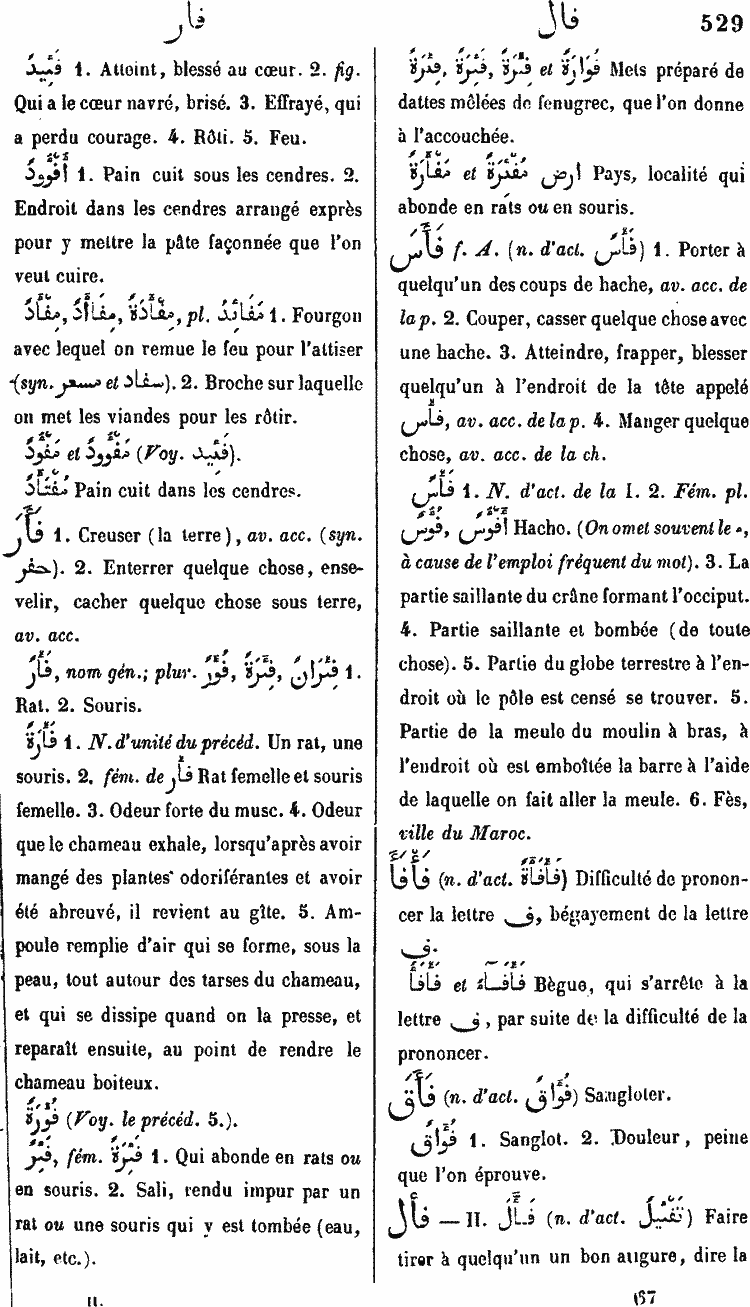 فار
فال
529
فَئِيدٌ 1. Atteint, blessé au cœur. 2. fig.
Qui a le cœur navré, brisé. 3. Effrayé, qui
a perdu courage. 4. Rôti. 5. Feu.
أُفْؤُودٌ 1. Pain cuit sous les cendres. 2.
Endroit dans les cendres arrangé exprès
pour y mettre la pâte façonnée que l'on
veut cuire.
مِفْأَدٌ, مِفْآدٌ, مِفْأَدَةٌ, pl. مَفَائِدُ 1. Fourgon
avec lequel on remue le feu pour l'attiser
(syn. مسعر et سفاد). 2. Broche sur laquelle
on met les viandes pour les rôtir.
مَفْؤُودٌ et مَفْؤُدٌ (Voy. فَئِيد).
مُفْتَأَدٌ Pain cuit dans les cendres.
فَأَرَ 1. Creuser (la terre), av. acc. (syn.
حفر). 2. Enterrer quelque chose, ense-
velir, cacher quelque chose sous terre,
av. acc.
فَأْرٌ, nom gén.; plur. فُؤَرٌ, فِئَرَةٌ, فِئْرَانٌ 1.
Rat. 2. Souris.
فَأْرَةٌ 1. N. d'unité du précéd. Un rat, une
souris. 2. fém. de فأر Rat femelle et souris
femelle. 3. Odeur forte du musc. 4. Odeur
que le chameau exhale, lorsqu'après avoir
mangé des plantes odoriférantes et avoir
été abreuvé, il revient au gîte. 5. Am-
poule remplie d'air qui se forme, sous la
peau, tout autour des tarses du chameau,
et qui se dissipe quand on la presse, et
reparaît ensuite, au point de rendre le
chameau boiteux.
فُؤْرَةٌ (Voy. le précéd. 5.).
فَئِرٌ, fém. فَئِرَةٌ 1. Qui abonde en rats ou
en souris. 2. Sali, rendu impur par un
rat ou une souris qui y est tombée (eau,
lait, etc.).
II.
فِئْرَةٌ, فُئْرَةٌ, فِئَرَةٌ et فُؤَارَةٌ Mets préparé de
dattes mêlées de fenugrec, que l'on donne
à l'accouchée.
ارض مَفْئَرَةٌ et مَفْأَرَةٌ Pays, localité qui
abonde en rats ou en souris.
فَأَسَ f. A. (n. d'act. فَأْسٌ) 1. Porter à
quelqu'un des coups de hache, av. acc. de
la p. 2. Couper, casser quelque chose avec
une hache. 3. Atteindre, frapper, blesser
quelqu'un à l'endroit de la tête appelé
فأس, av. acc. de la p. 4. Manger quelque
chose, av. acc. de la ch.
فَأْسٌ 1. N. d'act. de la I. 2. Fém. pl.
أَفْؤُسٌ, فُؤُوسٌ Hache. (On omet souvent le ء,
à cause de l'emploi fréquent du mot). 3. La
partie saillante du crâne formant l'occiput.
4. Partie saillante et bombée (de toute
chose). 5. Partie du globe terrestre à l'en-
droit où le pôle est censé se trouver. 5.
Partie de la meule du moulin à bras, à
l'endroit où est emboîtée la barre à l'aide
de laquelle on fait aller la meule. 6. Fès,
ville du Maroc.
فَأْفَأَ (n. d'act. فَأْفَأَةٌ) Difficulté de pronon-
cer la lettre ف, bégayement de la lettre
ف.
فَأْفَأٌ et فَأْفَاءٌ Bègue, qui s'arrête à la
lettre ف, par suite de la difficulté de la
prononcer.
فَأَقَ (n. d'act. فُؤَاقٌ) Sangloter.
فُؤَاقٌ 1. Sanglot. 2. Douleur, peine
que l'on éprouve.
فأل — II. فَأَّلَ (n. d'act. تَفْئِيلٌ) Faire
tirer à quelqu'un un bon augure, dire la
67